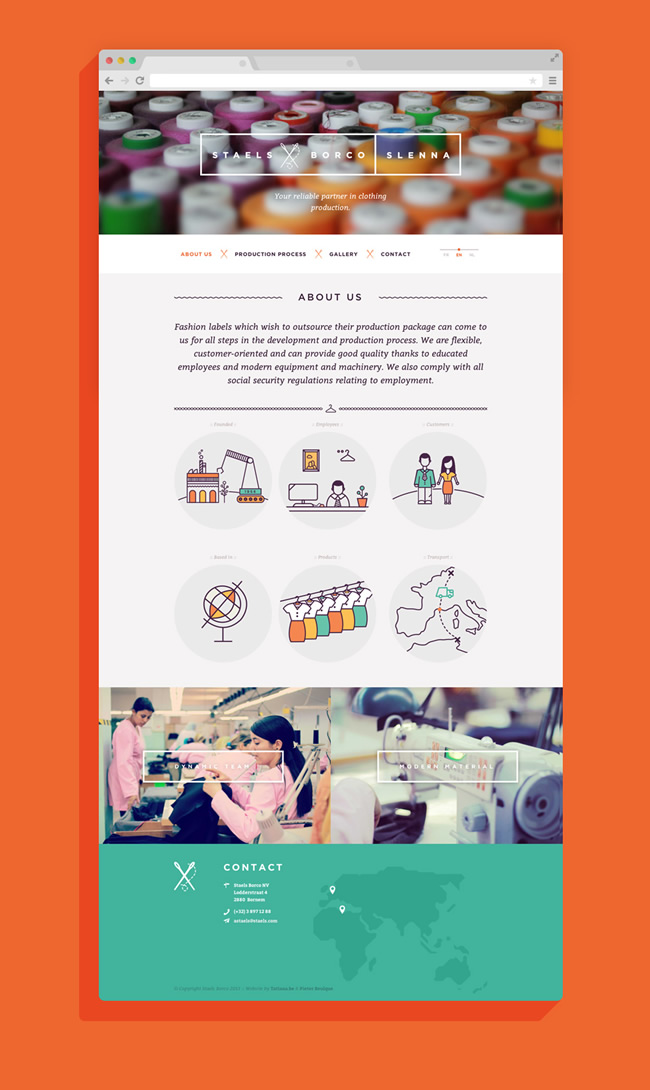 STAELS BORCO SLENNA
Your reliable partner in clothing
production.
ABOUT US PRODUCTION PROCESS GALLERY CONTACT
FR EN NL
ABOUT US
Fashion labels which wish to outsource their production package can come to
us for all steps in the development and production process. We are flexible,
customer-oriented and can provide good quality thanks to educated
employees and modern equipment and machinery. We also comply with all
social security regulations relating to employment.
Founded Employees Customers
Based in Products Transport
DYNAMIC TEAM MODERN MATERIAL
CONTACT
Staels Borco NV
Lodderstraat 4
2880 Bornem
(+32) 3 897 12 88